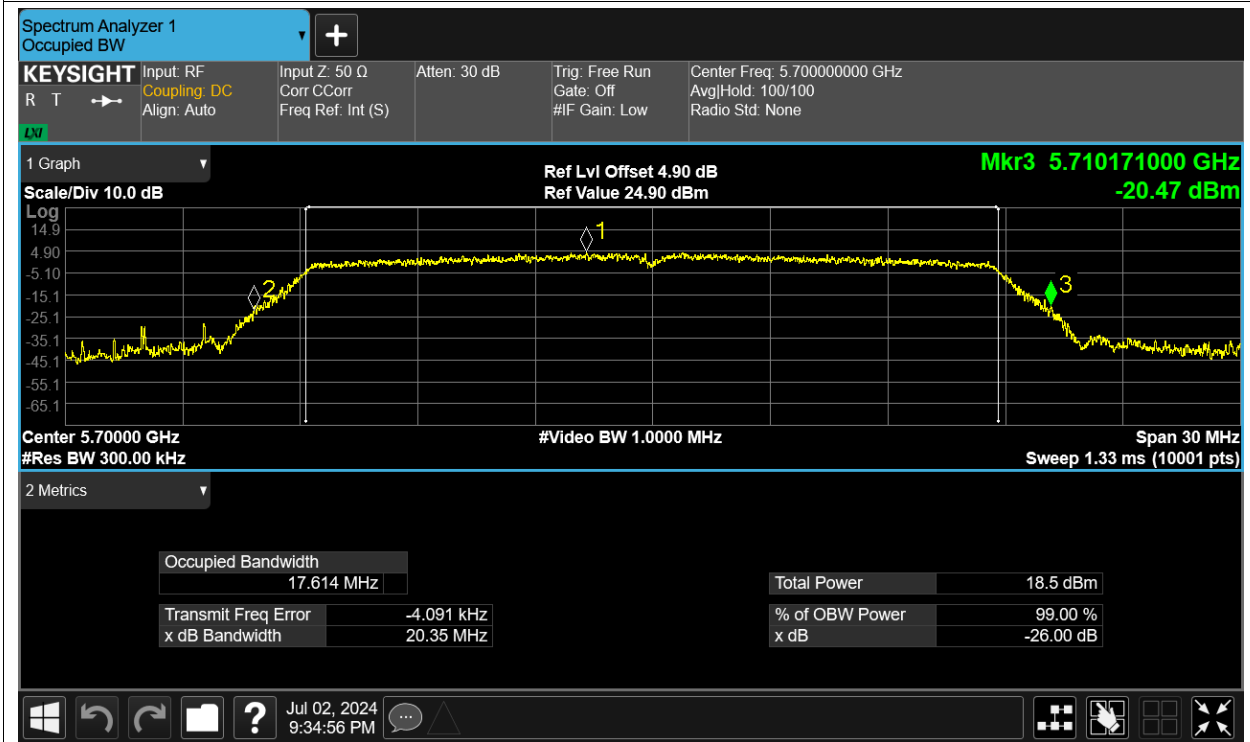 Spectrum Analyzer 1
Occupied BW
KEYSIGHT
R T
LXI
Input: RF
Coupling: DC
Align: Auto
Input Z: 50 Ω
Corr CCorr
Freq Ref: Int (S)
Atten: 30 dB
Trig: Free Run
Gate: Off
#IF Gain: Low
Center Freq: 5.700000000 GHz
Avg|Hold: 100/100
Radio Std: None
1 Graph
Scale/Div 10.0 dB
Ref Lvl Offset 4.90 dB
Ref Value 24.90 dBm
Mkr3 5.710171000 GHz
-20.47 dBm
Log
14.9
4.90
-5.10
-15.1
-25.1
-35.1
-45.1
-55.1
-65.1
1
2
3
Center 5.70000 GHz
#Video BW 1.0000 MHz
Span 30 MHz
#Res BW 300.00 kHz
Sweep 1.33 ms (10001 pts)
2 Metrics
Occupied Bandwidth
17.614 MHz
Transmit Freq Error -4.091 kHz
x dB Bandwidth 20.35 MHz
Total Power 18.5 dBm
% of OBW Power 99.00 %
x dB -26.00 dB
?
Jul 02, 2024
9:34:56 PM